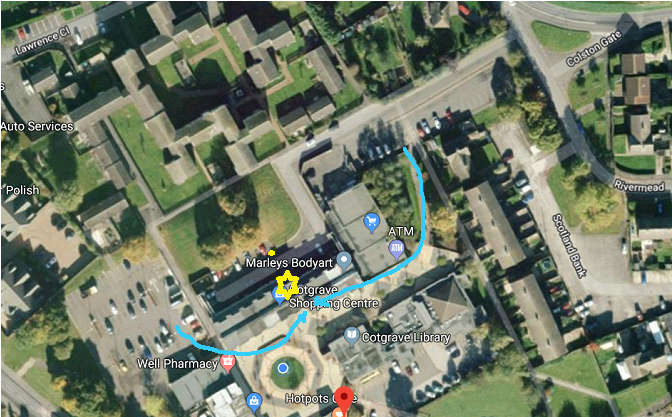 Lawrence Cl
Colston Gate
s
Auto Services
Polish
Rivermead
Scotland Bank
ATM
ATM
Marleys Bodyart
Cotgrave
Shopping Centre
Cotgrave Library
Well Pharmacy
Hotpots